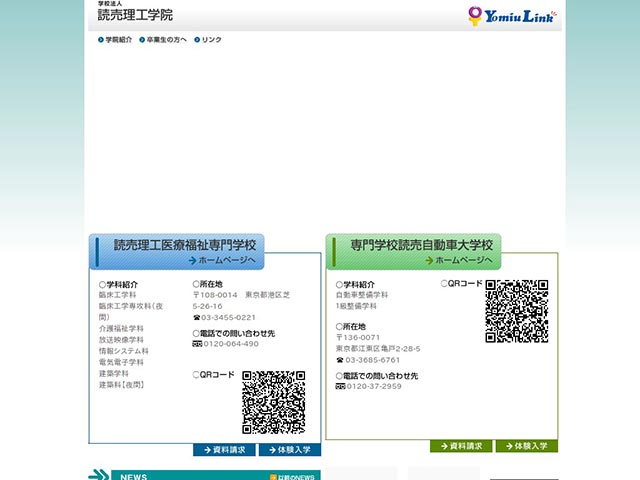 学校法人
読売理工学院
Yomiu Link
学院紹介 卒業生の方へ リンク
読売理工医療福祉専門学校
ホームページへ
○学科紹介
臨床工学科
臨床工学専攻科(夜
間)
介護福祉学科
放送映像学科
情報システム科
電気電子学科
建築学科
建築科【夜間】
○所在地
〒108-0014 東京都港区芝
5-26-16
☎03-3455-0221
○電話での問い合わせ先
0120-064-490
○QRコード
資料請求 体験入学
専門学校読売自動車大学校
ホームページへ
○学科紹介
自動車整備学科
1級整備学科
○QRコード
○所在地
〒136-0071
東京都江東区亀戸2-28-5
☎03-3685-6761
○電話での問い合わせ先
0120-37-2959
資料請求 体験入学
NEWS 以前のNEWS